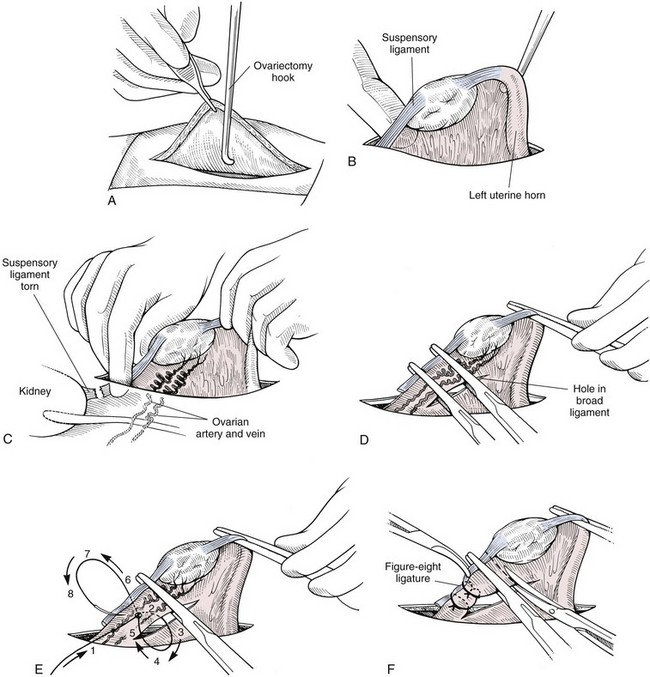 Ovariectomy
hook
A
Suspensory
ligament
B
Left uterine horn
Suspensory
ligament
torn
Kidney
Ovarian
artery and vein
C
Hole in
broad
ligament
D
7
8
6
2
5
3
1
4
E
Figure-eight
ligature
F